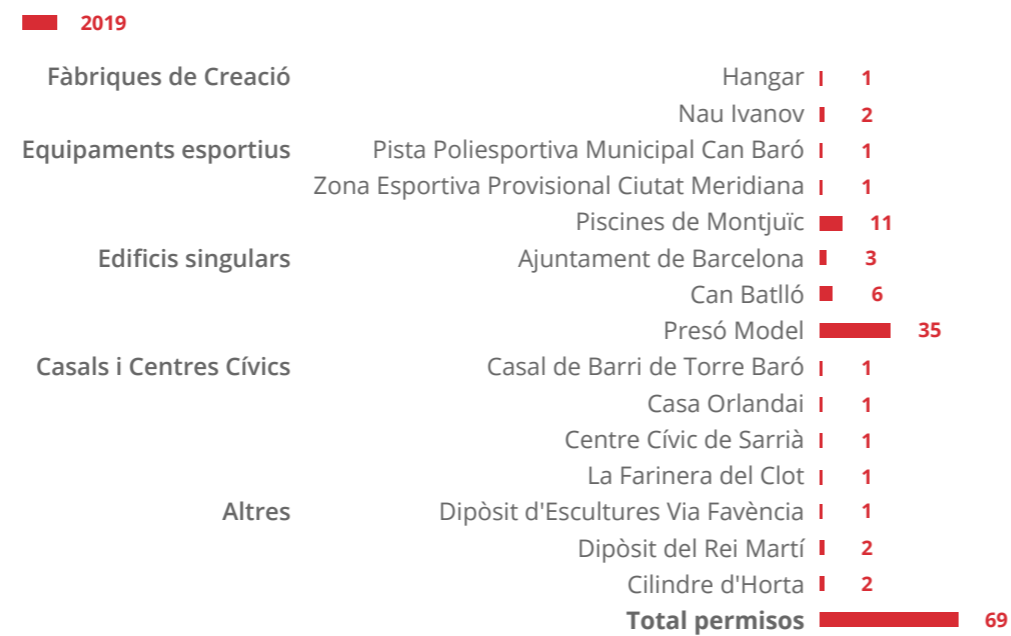 2019
Fàbriques de Creació Hangar 1
Nau Ivanov 2
Equipaments esportius Pista Poliesportiva Municipal Can Baró 1
Zona Esportiva Provisional Ciutat Meridiana 1
Piscines de Montjuïc 11
Edificis singulars Ajuntament de Barcelona 3
Can Batlló 6
Presó Model 35
Casals i Centres Cívics Casal de Barri de Torre Baró 1
Casa Orlandai 1
Centre Cívic de Sarrià 1
La Farinera del Clot 1
Altres Dipòsit d'Escultures Via Favència 1
Dipòsit del Rei Martí 2
Cilindre d'Horta 2
Total permisos 69